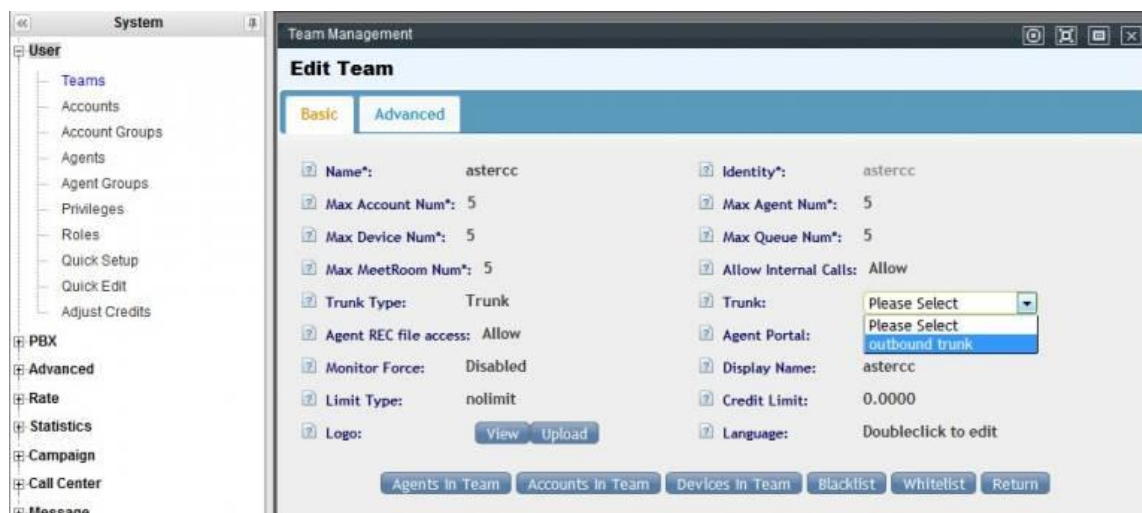 System
User
Teams
Accounts
Account Groups
Agents
Agent Groups
Privileges
Roles
Quick Setup
Quick Edit
Adjust Credits
PBX
Advanced
Rate
Statistics
Campaign
Call Center
Message
Team Management
Edit Team
Basic Advanced
Name*: astercc Identity*: astercc
Max Account Num*: 5 Max Agent Num*: 5
Max Device Num*: 5 Max Queue Num*: 5
Max MeetRoom Num*: 5 Allow Internal Calls: Allow
Trunk Type: Trunk Trunk: Please Select
Please Select
Agent REC file access: Allow Agent Portal: outbound trunk
Monitor Force: Disabled Display Name: astercc
Limit Type: nolimit Credit Limit: 0.0000
Logo: View Upload Language: Doubleclick to edit
Agents In Team Accounts In Team Devices In Team Blacklist Whitelist Return